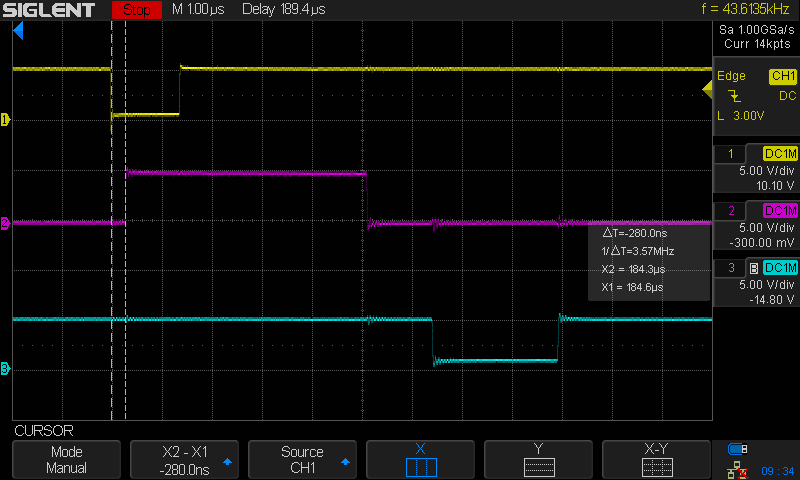 SIGLENT Stop M 1.00µs Delay 189.4µs f = 43.6135kHz
Sa 1.00GSa/s
Curr 14kpts
Edge CH1
DC
L 3.00V
1 DC1M
5.00 V/div
10.10 V
2 DC1M
5.00 V/div
-300.00 mV
3 B DC1M
5.00 V/div
-14.80 V
1
2
3
△T=-280.0ns
1/△T=3.57MHz
X2 = 184.3µs
X1 = 184.6µs
CURSOR
Mode
Manual
X2 - X1
-280.0ns
Source
CH1
X
Y
X-Y
09:34